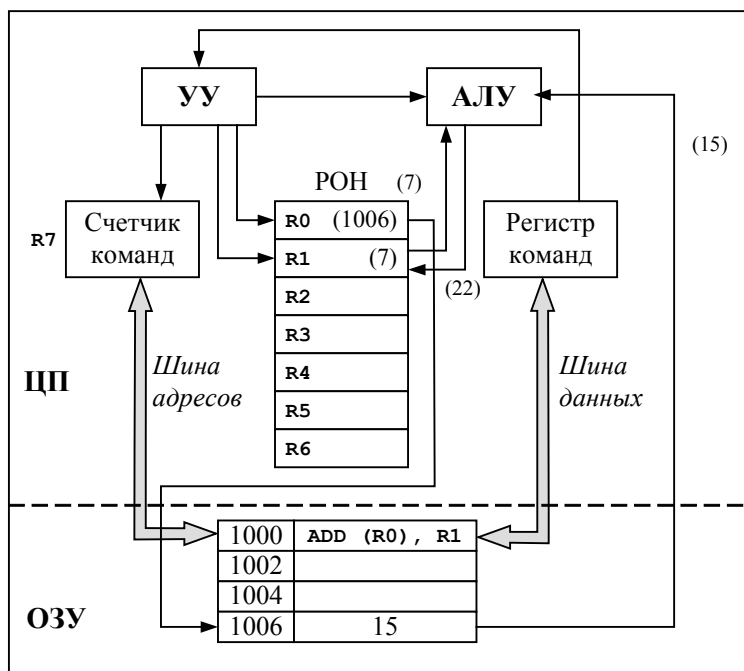 УУ
АЛУ
(15)
РОН (7)
R7
Счетчик
команд
R0 (1006)
R1 (7)
R2
R3
R4
R5
R6
Регистр
команд
(22)
ЦП
Шина
адресов
Шина
данных
1000 ADD (R0), R1
1002
1004
1006 15
ОЗУ